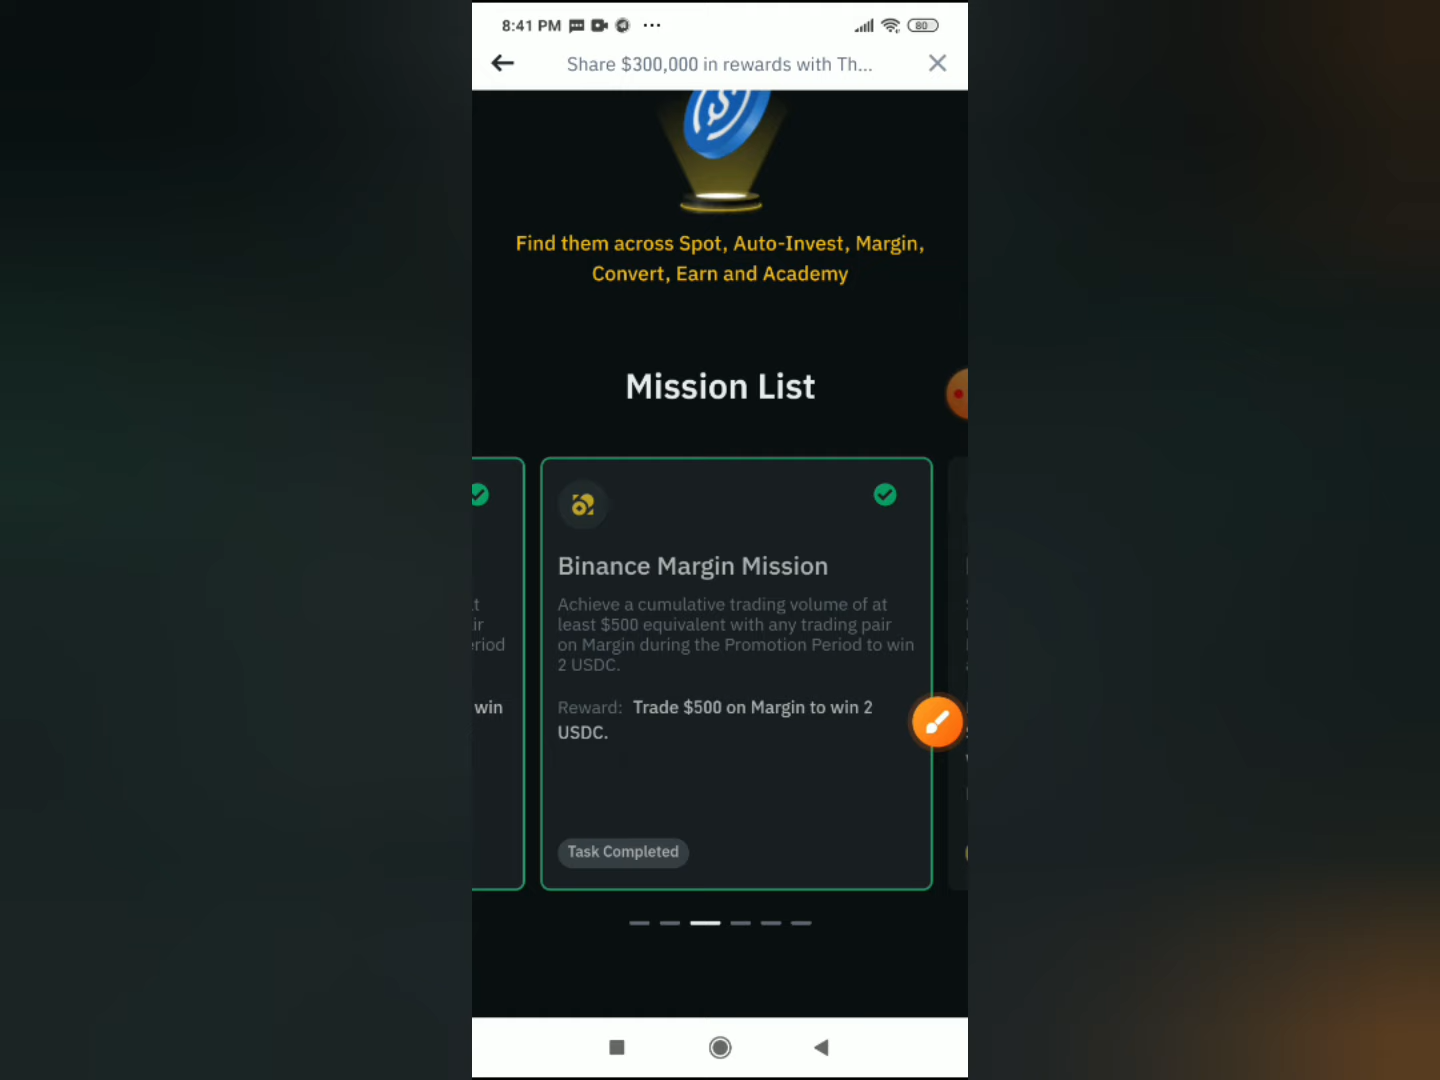 8:41 PM
80
Share $300,000 in rewards with Th...
Find them across Spot, Auto-Invest, Margin,
Convert, Earn and Academy
Mission List
Binance Margin Mission
Achieve a cumulative trading volume of at
least $500 equivalent with any trading pair
on Margin during the Promotion Period to win
2 USDC.
win
Reward: Trade $500 on Margin to win 2
USDC.
Task Completed